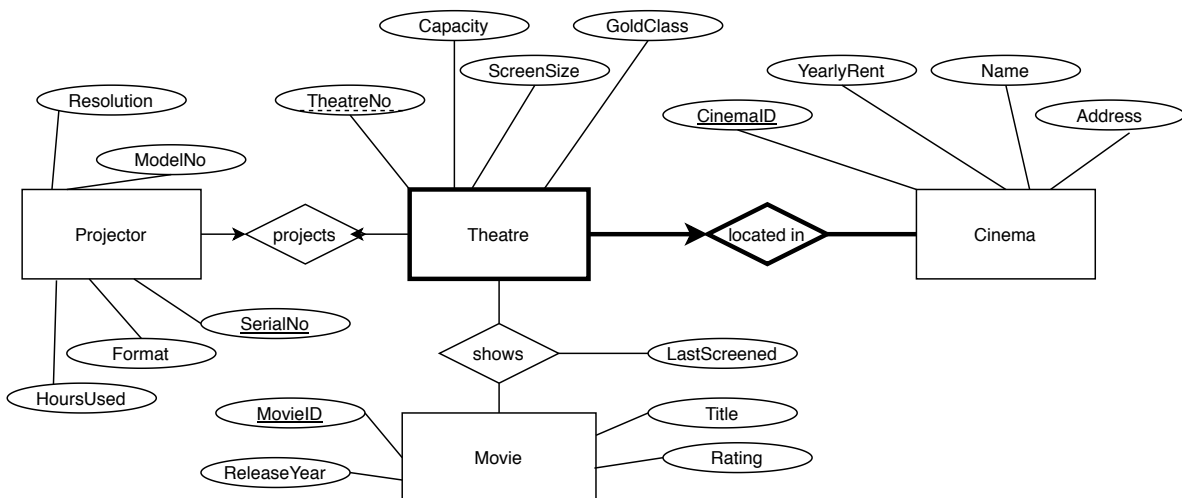 Capacity
GoldClass
ScreenSize
YearlyRent
Name
Resolution
TheatreNo
CinemaID
Address
ModelNo
Projector
projects
Theatre
located in
Cinema
SerialNo
Format
shows
LastScreened
HoursUsed
MovieID
Title
Movie
Rating
ReleaseYear